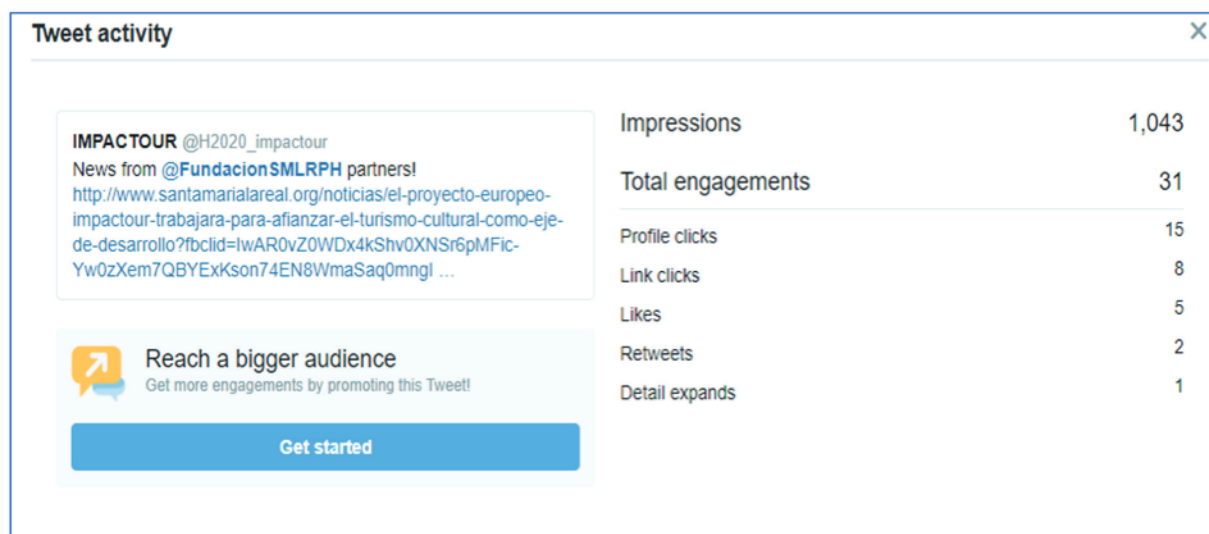 Tweet activity
IMPACTOUR @H2020_impactour
News from @FundacionSMLRPH partners!
http://www.santamarialareal.org/noticias/el-proyecto-europeo-
impactour-trabajara-para-afianzar-el-turismo-cultural-como-eje-
de-desarrollo?fbclid=IwAR0vZ0WDx4kShv0XNSr6pMFic-
Yw0zXem7QBYExKson74EN8WmaSaq0mngI ...
Reach a bigger audience
Get more engagements by promoting this Tweet!
Get started
Impressions 1,043
Total engagements 31
Profile clicks 15
Link clicks 8
Likes 5
Retweets 2
Detail expands 1